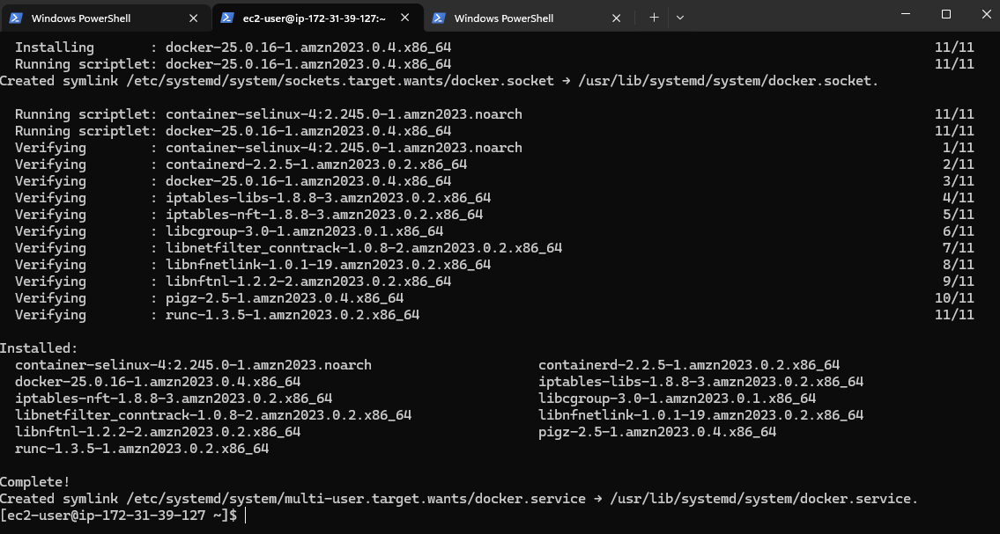 Windows PowerShell
ec2-user@ip-172-31-39-127:~
Windows PowerShell
Installing : docker-25.0.16-1.amzn2023.0.4.x86_64 11/11
Running scriptlet: docker-25.0.16-1.amzn2023.0.4.x86_64 11/11
Created symlink /etc/systemd/system/sockets.target.wants/docker.socket → /usr/lib/systemd/system/docker.socket.
Running scriptlet: container-selinux-4:2.245.0-1.amzn2023.noarch 11/11
Running scriptlet: docker-25.0.16-1.amzn2023.0.4.x86_64 11/11
Verifying : container-selinux-4:2.245.0-1.amzn2023.noarch 1/11
Verifying : containerd-2.2.5-1.amzn2023.0.2.x86_64 2/11
Verifying : docker-25.0.16-1.amzn2023.0.4.x86_64 3/11
Verifying : iptables-libs-1.8.8-3.amzn2023.0.2.x86_64 4/11
Verifying : iptables-nft-1.8.8-3.amzn2023.0.2.x86_64 5/11
Verifying : libcgroup-3.0-1.amzn2023.0.1.x86_64 6/11
Verifying : libnetfilter_conntrack-1.0.8-2.amzn2023.0.2.x86_64 7/11
Verifying : libnfnetlink-1.0.1-19.amzn2023.0.2.x86_64 8/11
Verifying : libnftnl-1.2.2-2.amzn2023.0.2.x86_64 9/11
Verifying : pigz-2.5-1.amzn2023.0.4.x86_64 10/11
Verifying : runc-1.3.5-1.amzn2023.0.2.x86_64 11/11
Installed:
container-selinux-4:2.245.0-1.amzn2023.noarch containerd-2.2.5-1.amzn2023.0.2.x86_64
docker-25.0.16-1.amzn2023.0.4.x86_64 iptables-libs-1.8.8-3.amzn2023.0.2.x86_64
iptables-nft-1.8.8-3.amzn2023.0.2.x86_64 libcgroup-3.0-1.amzn2023.0.1.x86_64
libnetfilter_conntrack-1.0.8-2.amzn2023.0.2.x86_64 libnfnetlink-1.0.1-19.amzn2023.0.2.x86_64
libnftnl-1.2.2-2.amzn2023.0.2.x86_64 pigz-2.5-1.amzn2023.0.4.x86_64
runc-1.3.5-1.amzn2023.0.2.x86_64
Complete!
Created symlink /etc/systemd/system/multi-user.target.wants/docker.service → /usr/lib/systemd/system/docker.service.
[ec2-user@ip-172-31-39-127 ~]$